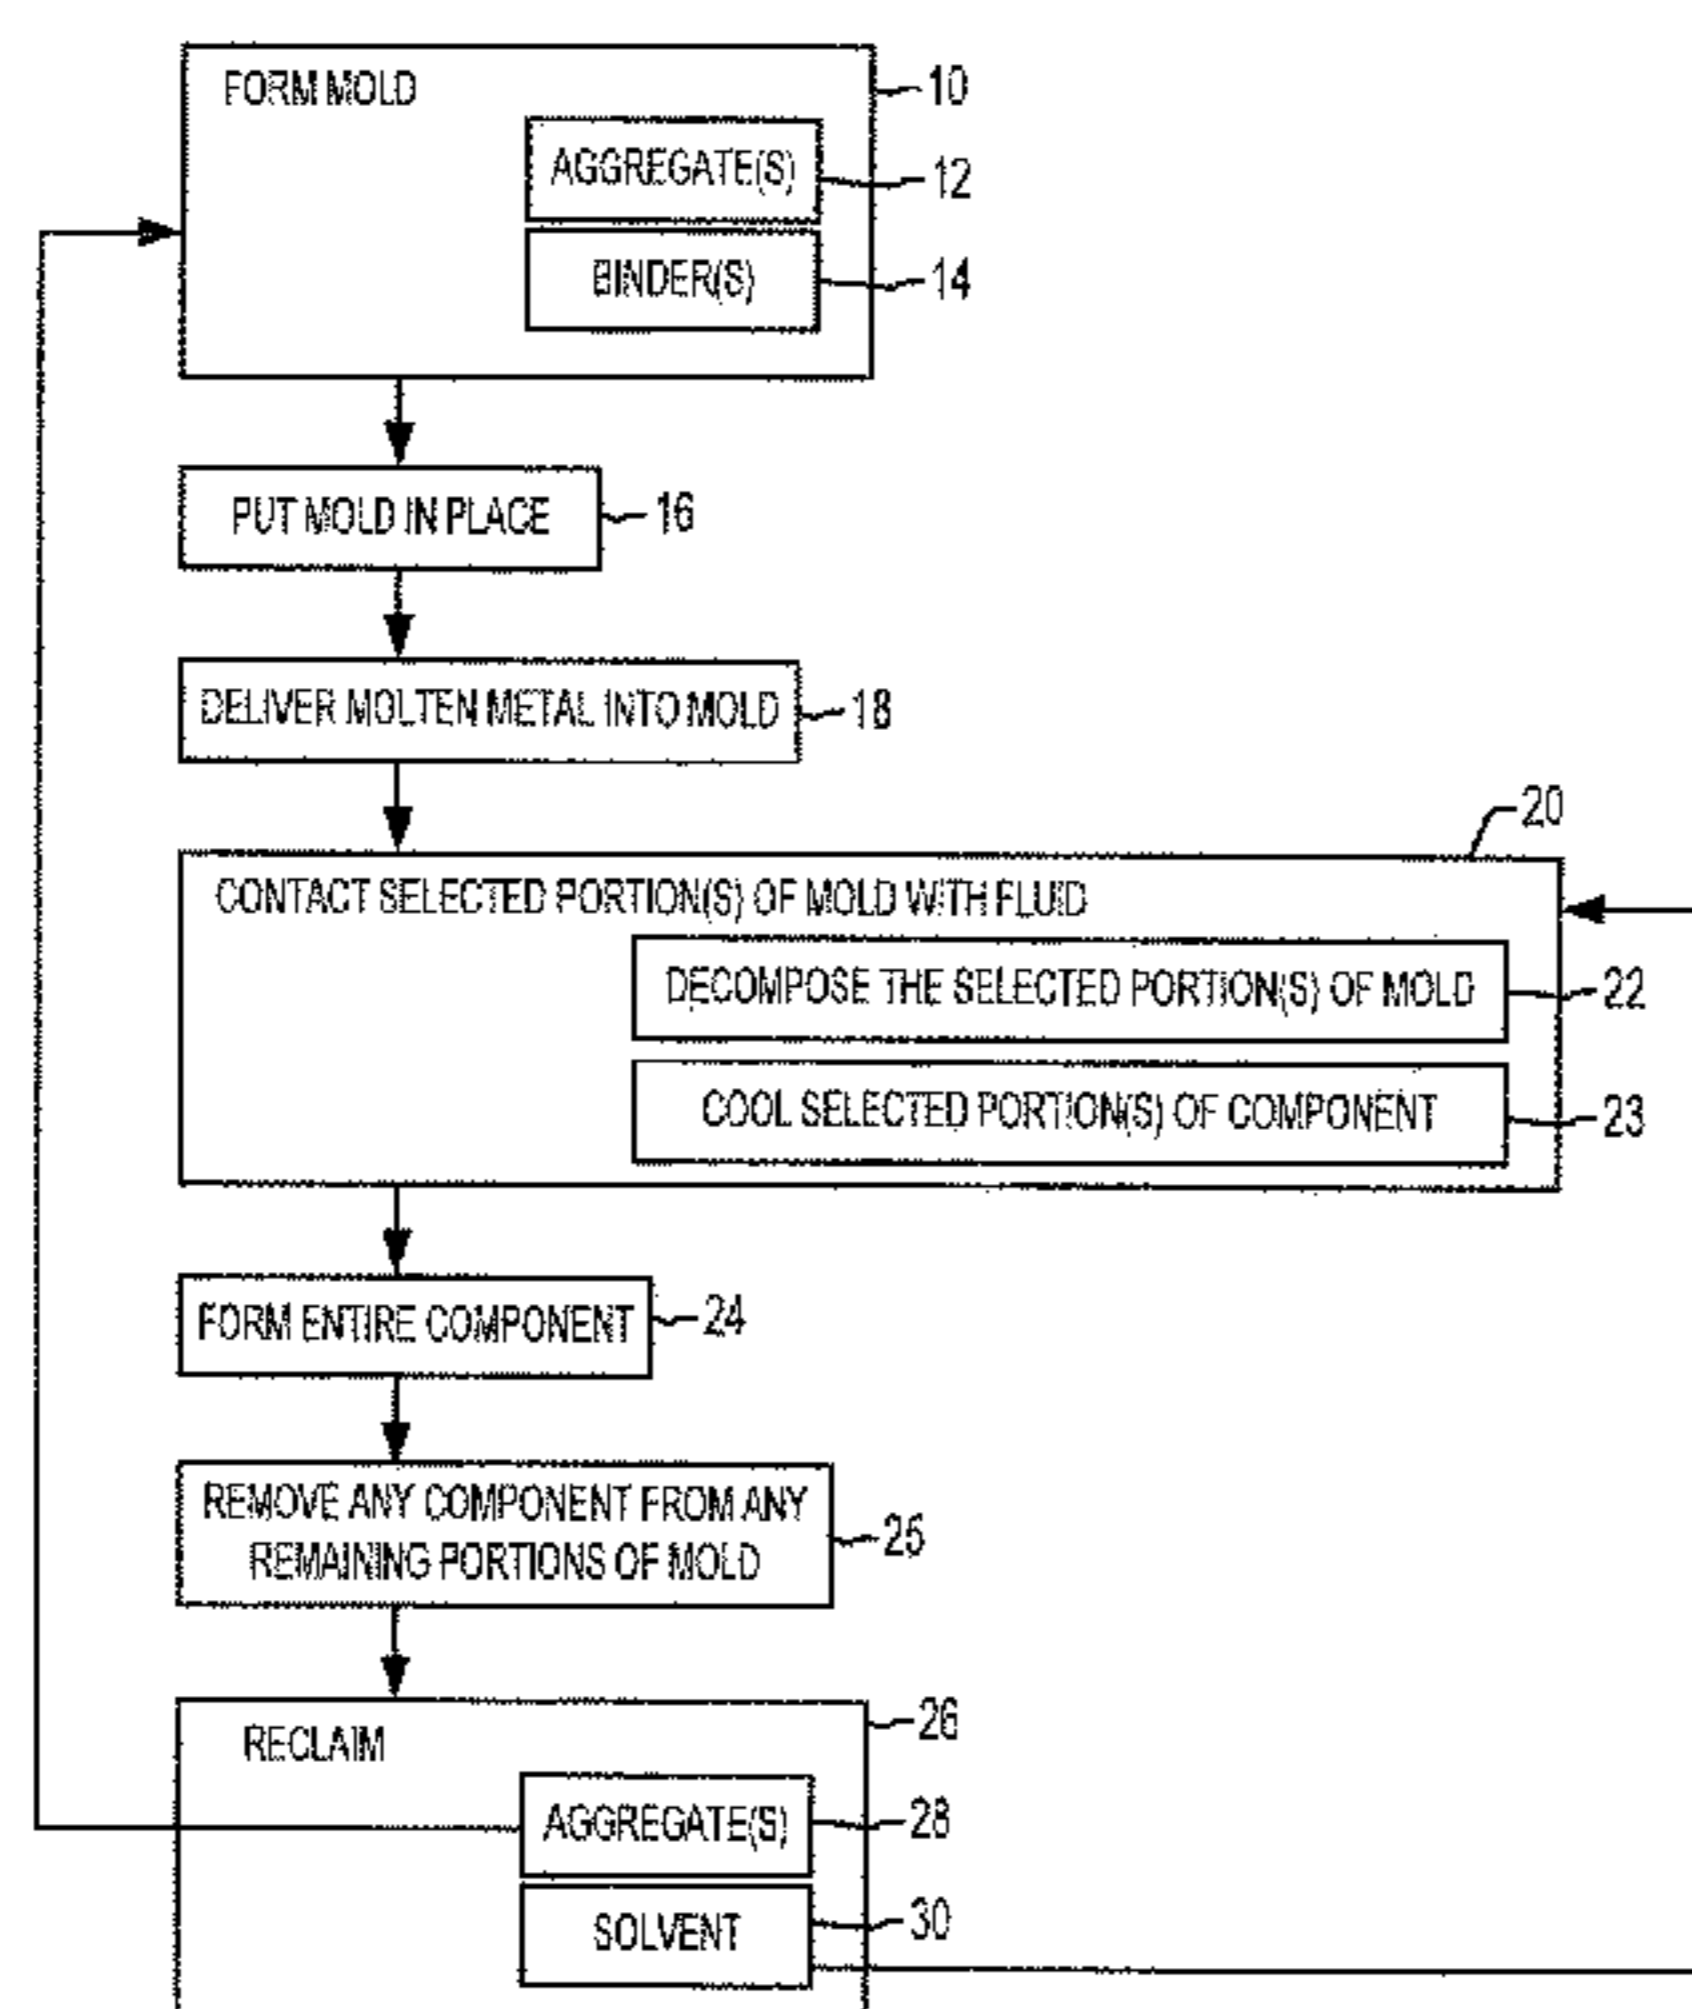 FORM MOLD
10
AGGREGATE(S)
12
BINDER(S)
14
PUT MOLD IN PLACE
16
DELIVER MOLTEN METAL INTO MOLD
18
20
CONTACT SELECTED PORTION(S) OF MOLD WITH FLUID
DECOMPOSE THE SELECTED PORTION(S) OF MOLD
22
COOL SELECTED PORTION(S) OF COMPONENT
23
FORM ENTIRE COMPONENT
24
REMOVE ANY COMPONENT FROM ANY
REMAINING PORTIONS OF MOLD
25
RECLAIM
26
AGGREGATE(S)
28
SOLVENT
30